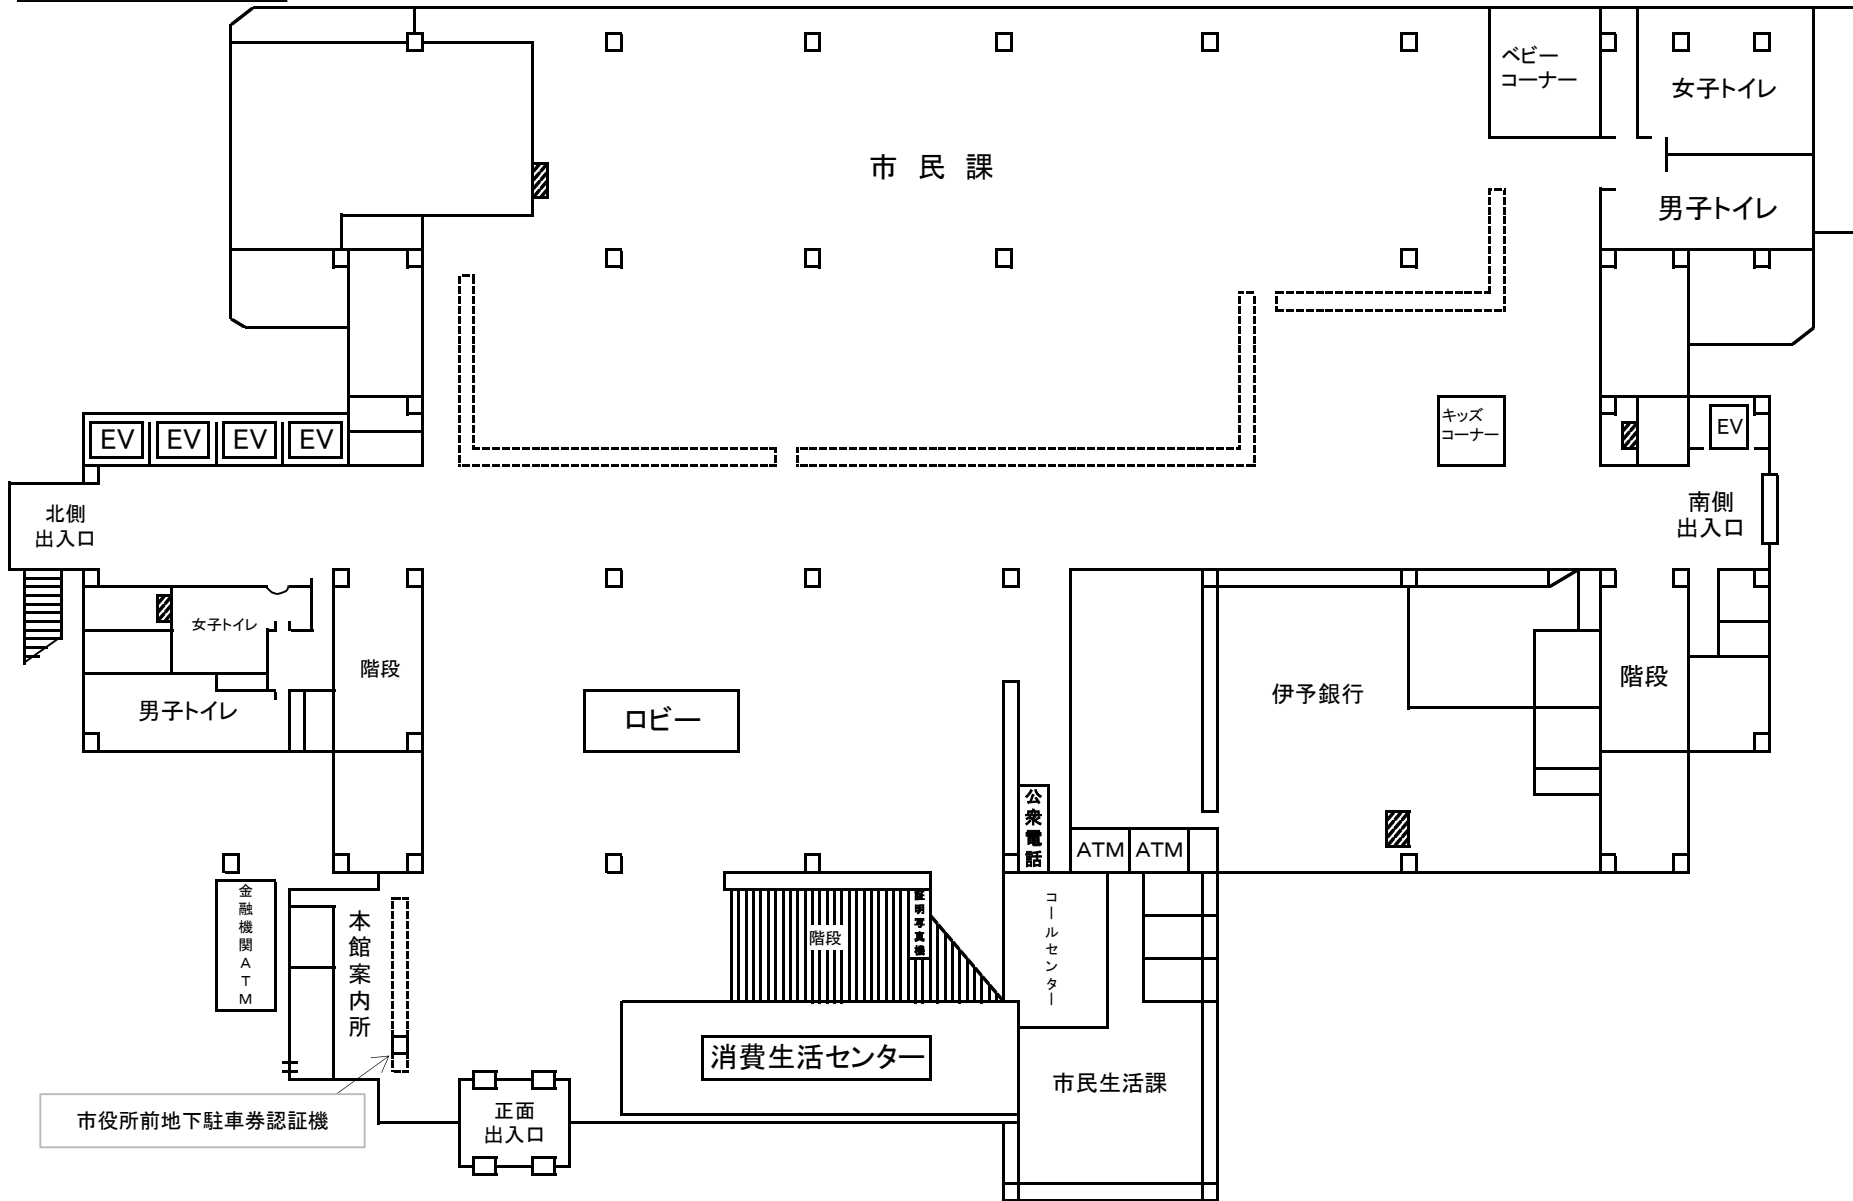 ベビー
コーナー
女子トイレ
市民課
男子トイレ
キッズ
コーナー
EV
EV
EV
EV
EV
北側
出入口
南側
出入口
女子トイレ
階段
男子トイレ
ロビー
伊予銀行
階段
公衆電話
ATM
ATM
金融機関ATM
本館案内所
階段
証明写真機
コールセンター
消費生活センター
市民生活課
正面
出入口
市役所前地下駐車券認証機